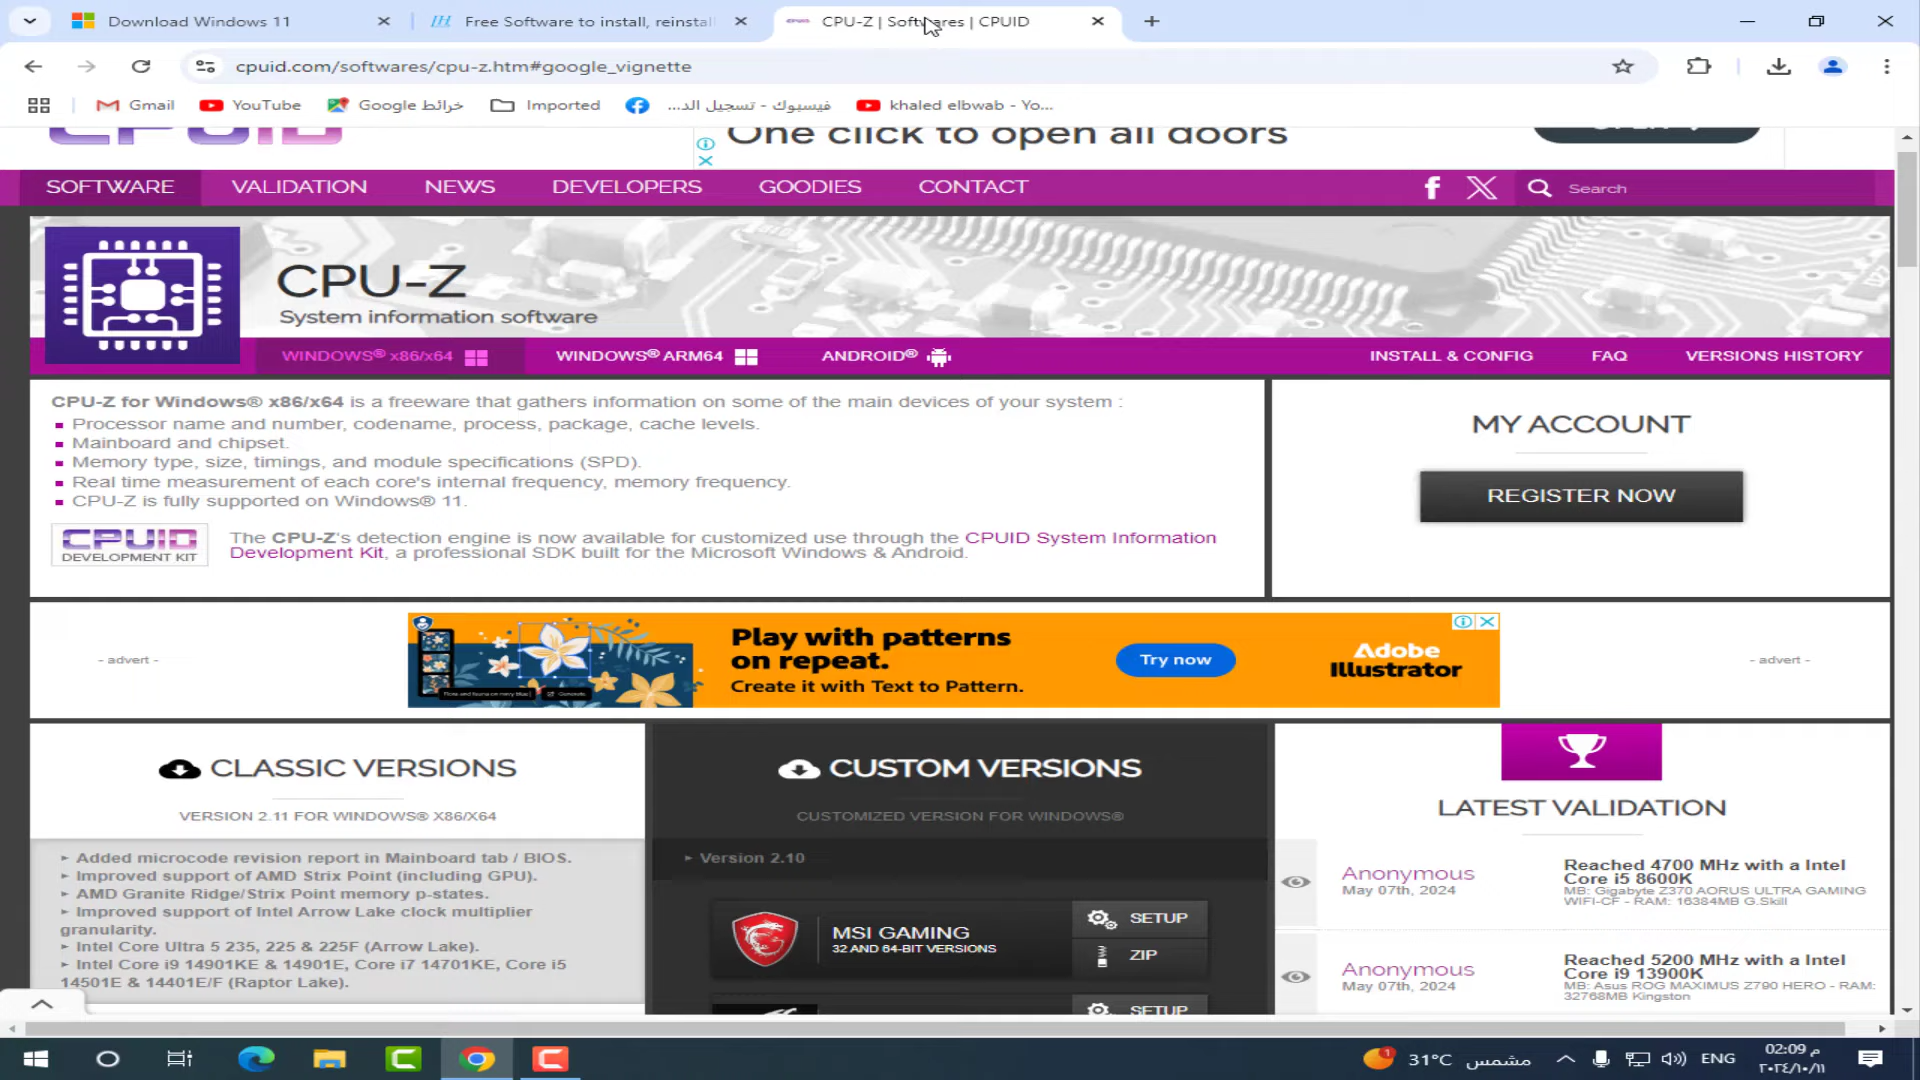 Download Windows 11
Free Software to install, reinstal
CPU-Z | Softwares | CPUID
cpuid.com/softwares/cpu-z.htm#google_vignette
Gmail
YouTube
خرائط Google
Imported
فيسبوك - تسجيل الد...
khaled elbwab - Yo...
CPUID
One click to open all doors
SOFTWARE
VALIDATION
NEWS
DEVELOPERS
GOODIES
CONTACT
Search
CPU-Z
System information software
WINDOWS® x86/x64
WINDOWS® ARM64
ANDROID®
INSTALL & CONFIG
FAQ
VERSIONS HISTORY
CPU-Z for Windows® x86/x64 is a freeware that gathers information on some of the main devices of your system :
Processor name and number, codename, process, package, cache levels.
Mainboard and chipset.
Memory type, size, timings, and module specifications (SPD).
Real time measurement of each core's internal frequency, memory frequency.
CPU-Z is fully supported on Windows® 11.
CPUID
DEVELOPMENT KIT
The CPU-Z's detection engine is now available for customized use through the CPUID System Information
Development Kit, a professional SDK built for the Microsoft Windows & Android.
MY ACCOUNT
REGISTER NOW
- advert -
Play with patterns
on repeat.
Create it with Text to Pattern.
Try now
Adobe
Illustrator
- advert -
CLASSIC VERSIONS
VERSION 2.11 FOR WINDOWS® X86/X64
Added microcode revision report in Mainboard tab / BIOS.
Improved support of AMD Strix Point (including GPU).
AMD Granite Ridge/Strix Point memory p-states.
Improved support of Intel Arrow Lake clock multiplier
granularity.
Intel Core Ultra 5 235, 225 & 225F (Arrow Lake).
Intel Core i9 14901KE & 14901E, Core i7 14701KE, Core i5
14501E & 14401E/F (Raptor Lake).
CUSTOM VERSIONS
CUSTOMIZED VERSION FOR WINDOWS®
Version 2.10
MSI GAMING
32 AND 64-BIT VERSIONS
SETUP
ZIP
SETUP
LATEST VALIDATION
Anonymous
May 07th, 2024
Reached 4700 MHz with a Intel
Core i5 8600K
MB: Gigabyte Z370 AORUS ULTRA GAMING
WIFI-CF - RAM: 16384MB G.Skill
Anonymous
May 07th, 2024
Reached 5200 MHz with a Intel
Core i9 13900K
MB: Asus ROG MAXIMUS Z790 HERO - RAM:
32768MB Kingston
31°C مشمس
ENG
02:09 م
٢٠٢٤/١٠/١١